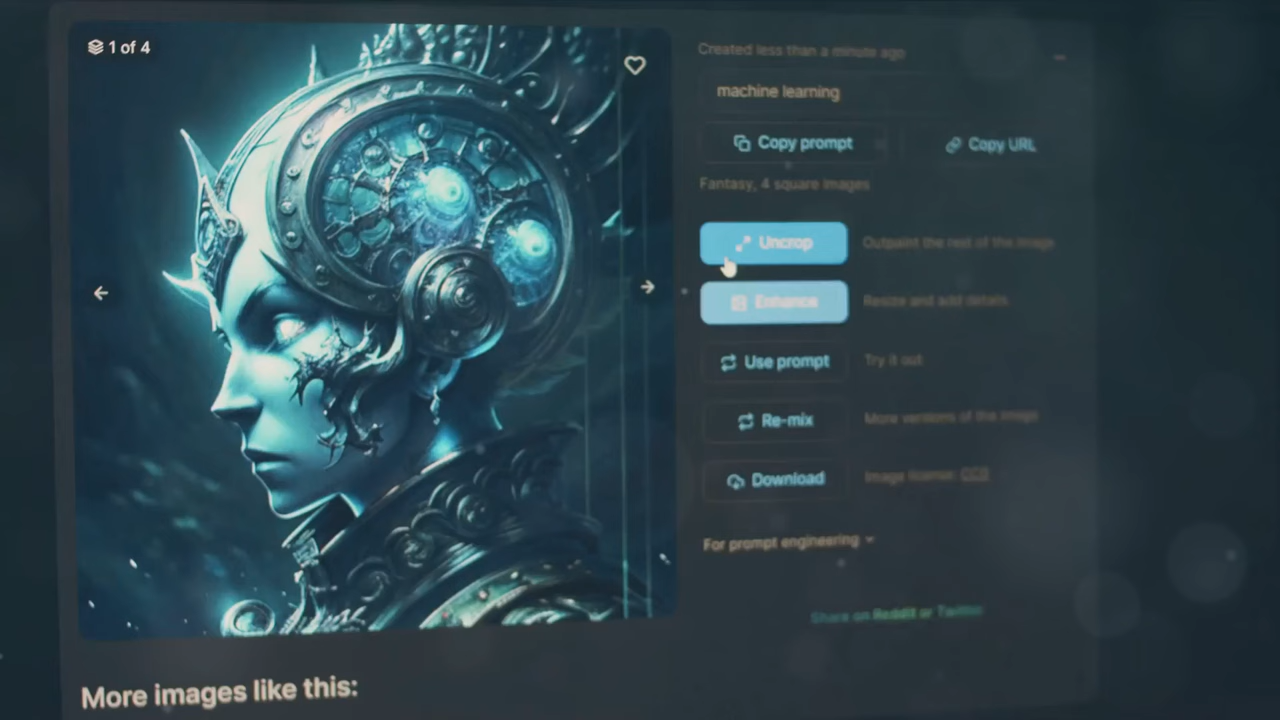 1 of 4
Created less than a minute ago
machine learning
Copy prompt
Copy URL
Fantasy, 4 square images
Uncrop
Outpaint the rest of the image
Enhance
Resize and add details
Use prompt
Try it out
Re-mix
More versions of the image
Download
Image license: CC0
For prompt engineering
Share on Reddit or Twitter
More images like this: